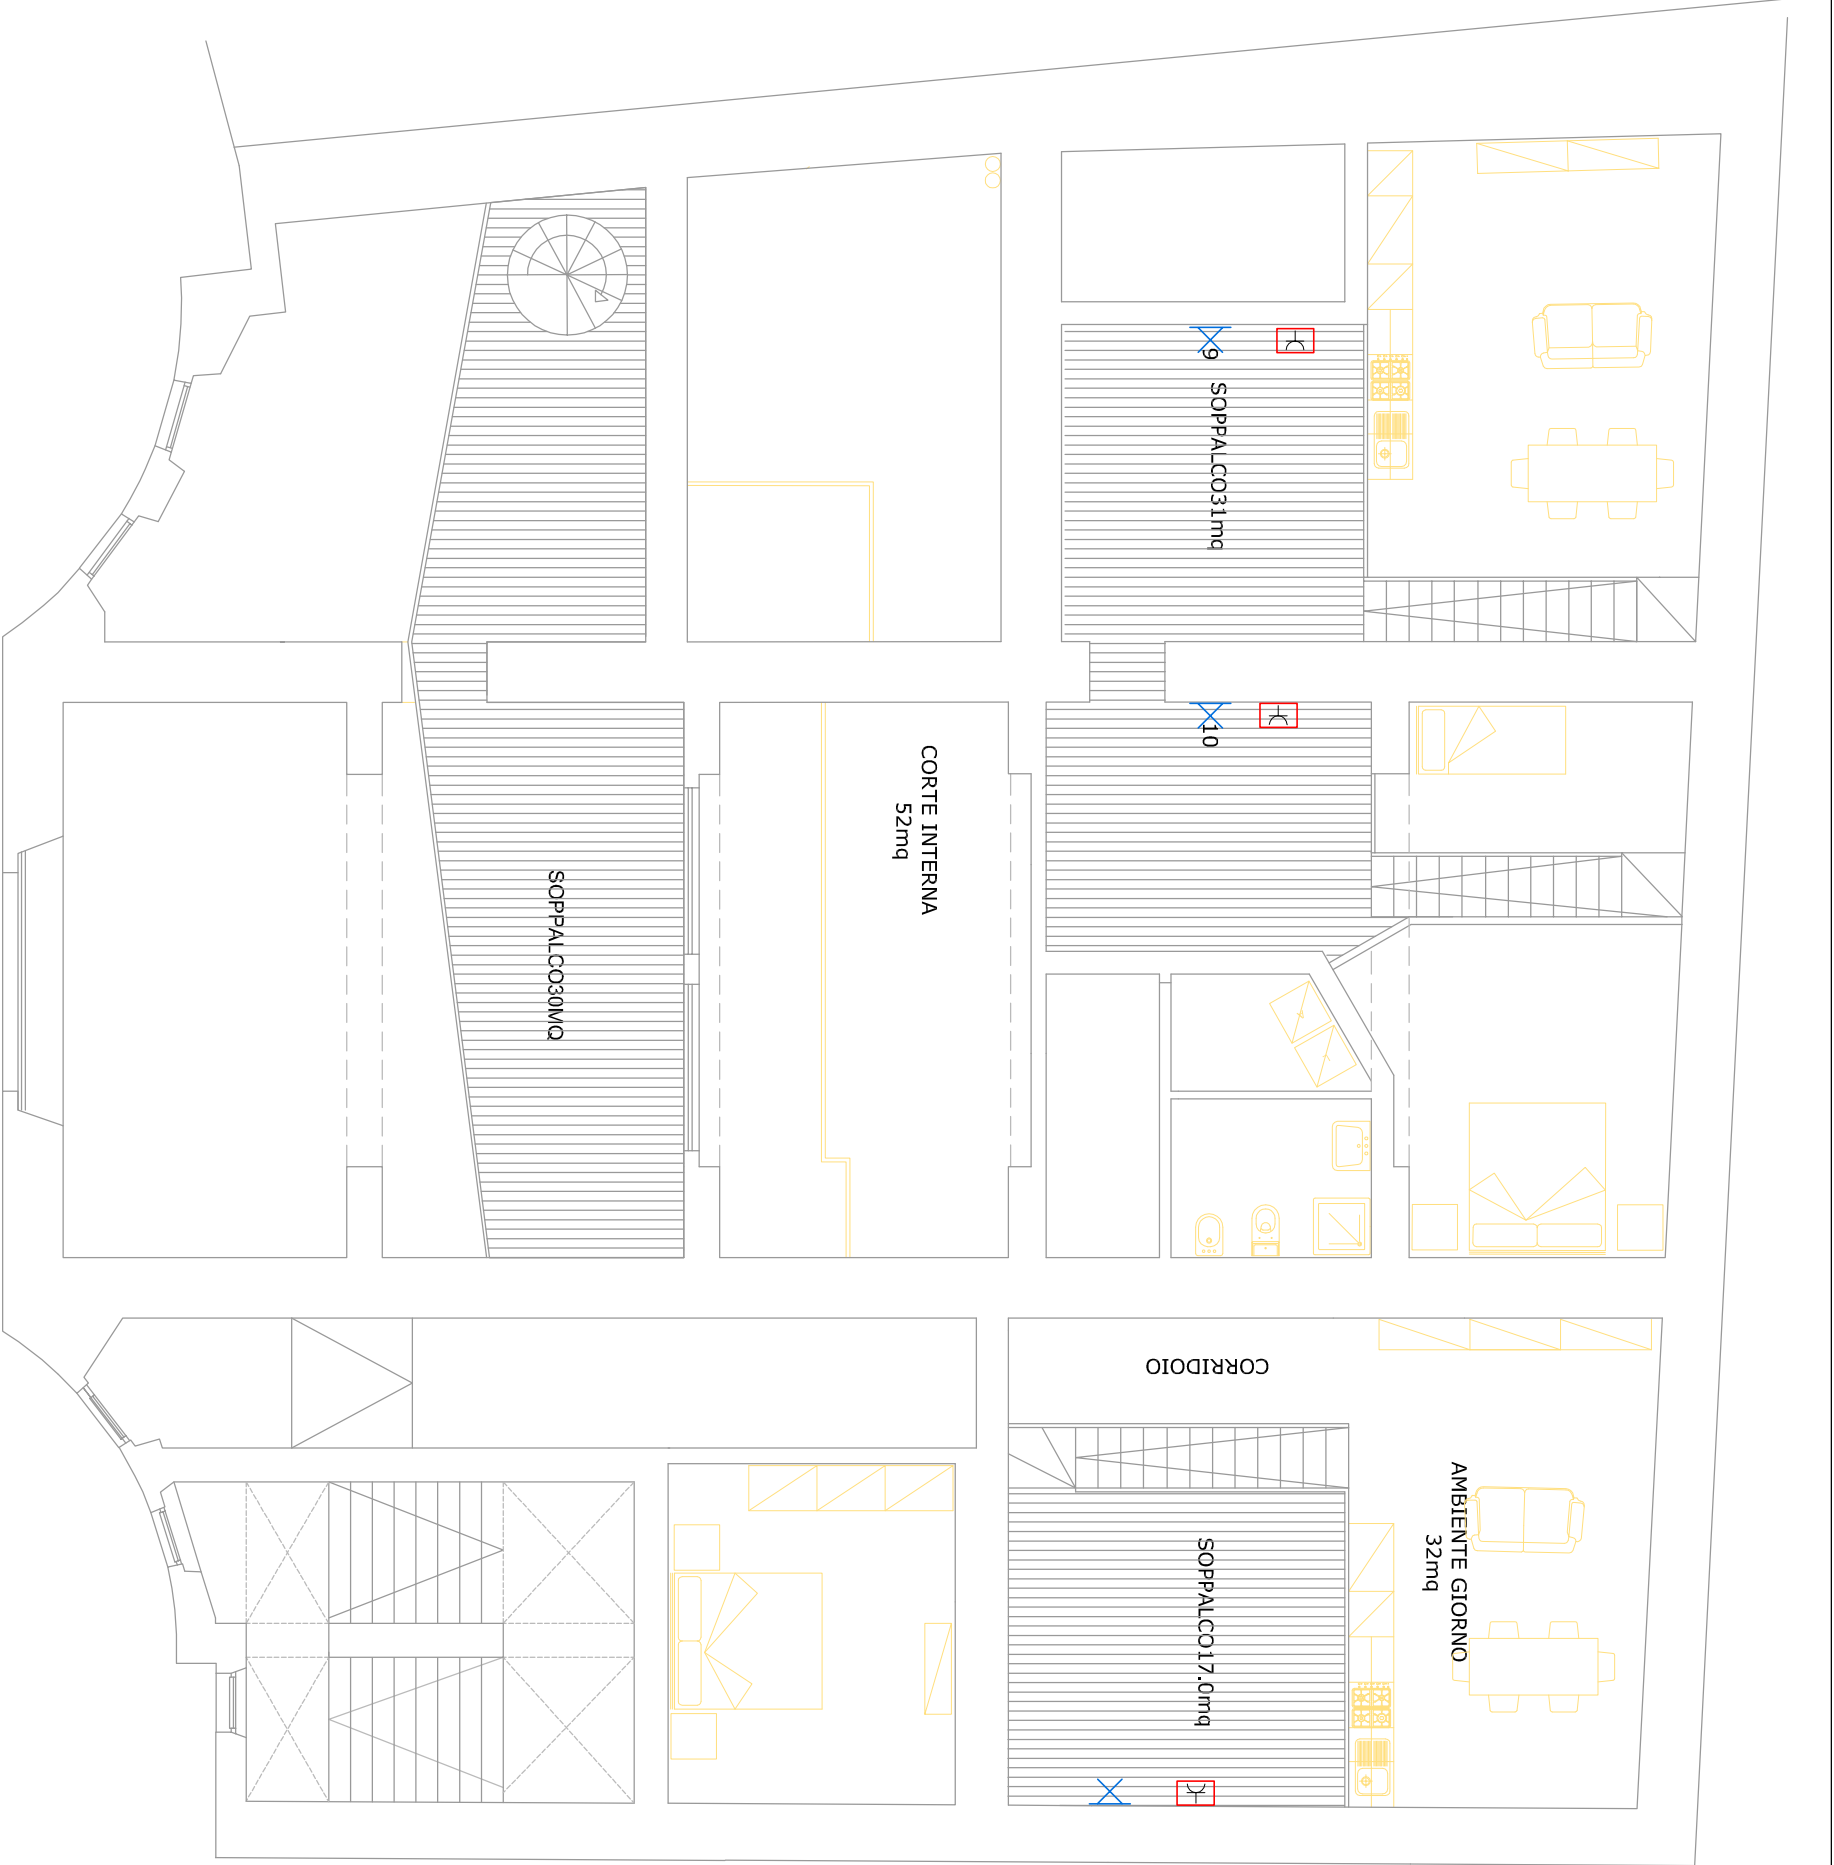 9
SOPPALCO31mq
10
CORTE INTERNA
52mq
SOPPALCO30MQ
CORRIDOIO
AMBIENTE GIORNO
32mq
SOPPALCO17.0mq